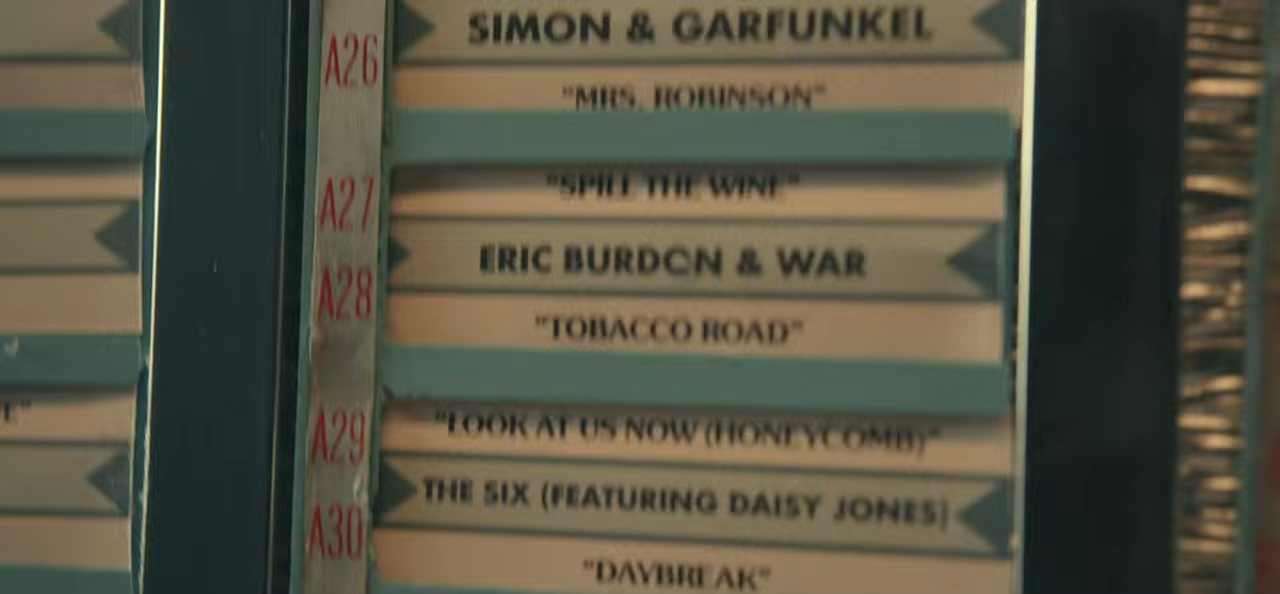 SIMON & GARFUNKEL
A26
"MRS. ROBINSON"
A27
"SPILL THE WINE"
ERIC BURDON & WAR
A28
"TOBACCO ROAD"
A29
"LOOK AT US NOW (HONEYCOMB)"
THE SIX (FEATURING DAISY JONES)
A30
"DAYBREAK"